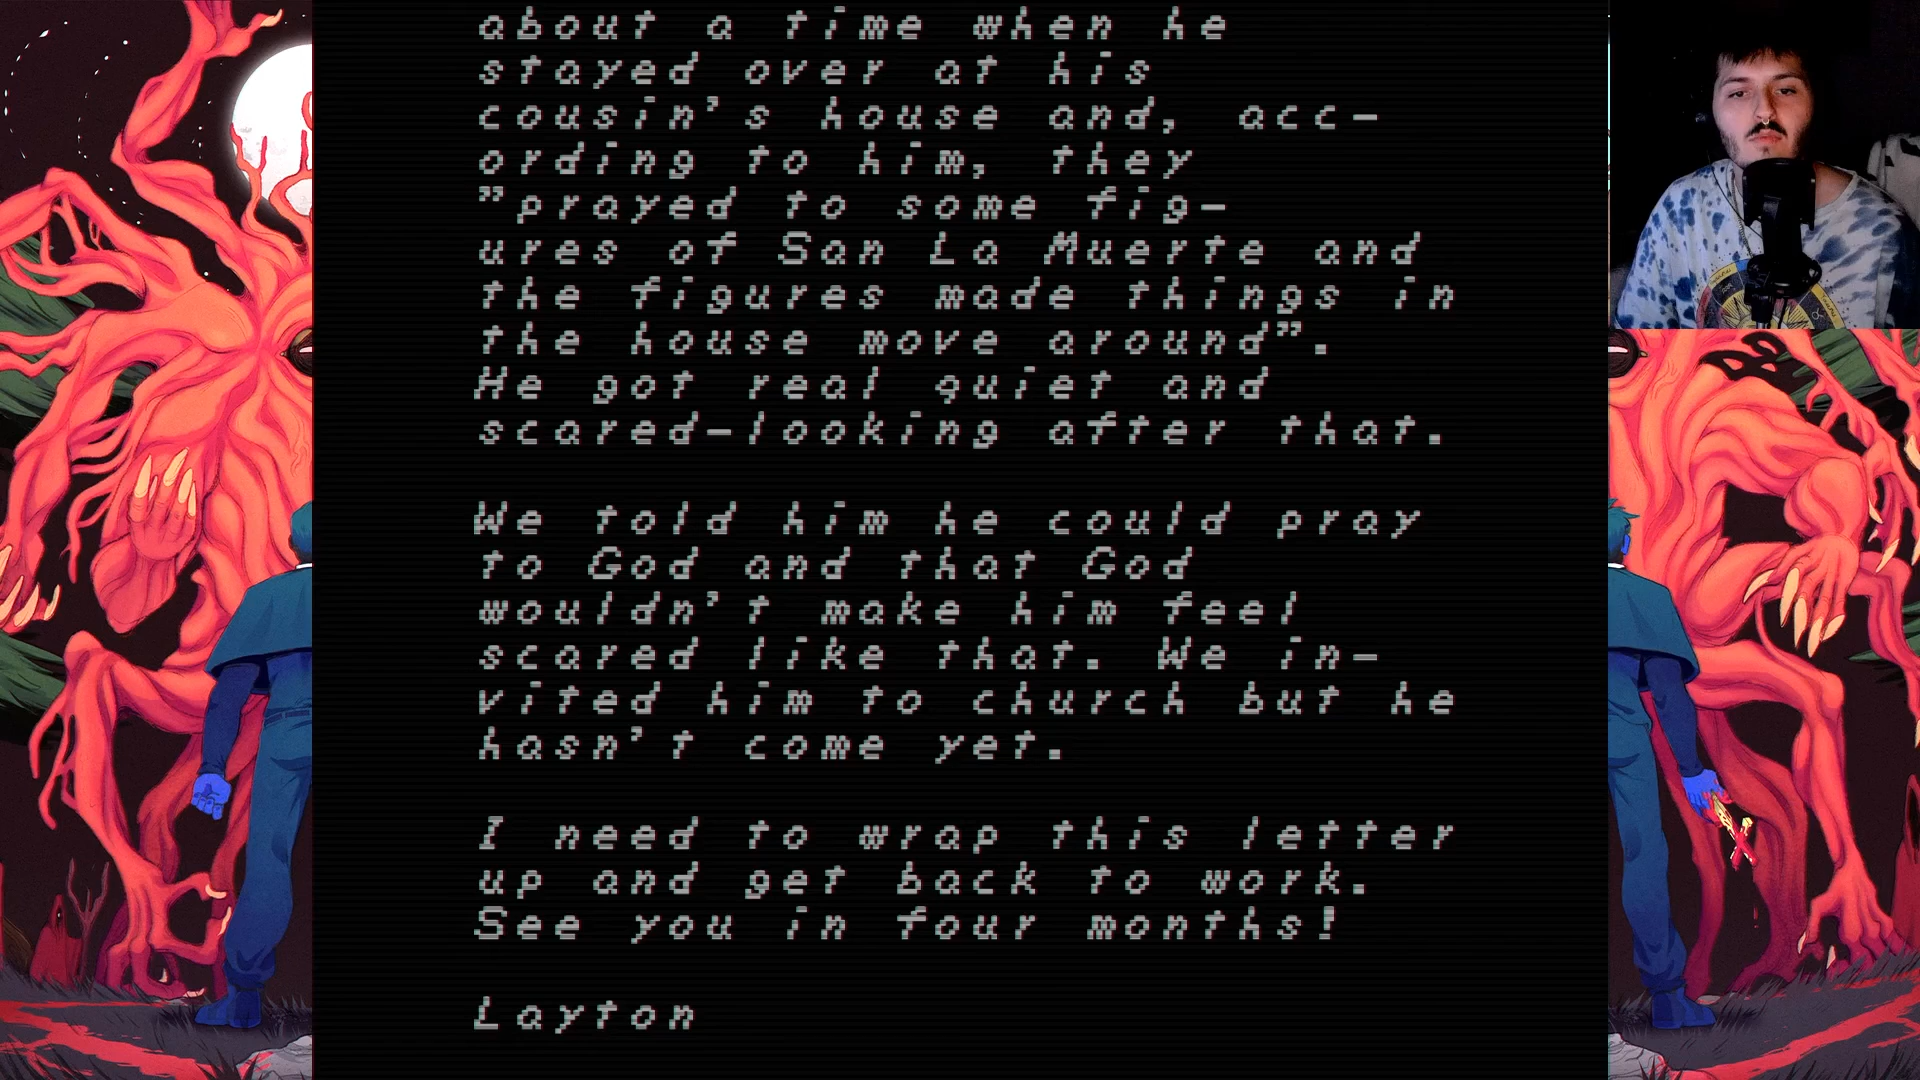 about a time when he
stayed over at his
cousin's house and, acc-
ording to him, they
"prayed to some fig-
ures of San La Muerte and
the figures made things in
the house move around".
He got real quiet and
scared-looking after that.
We told him he could pray
to God and that God
wouldn't make him feel
scared like that. We in-
vited him to church but he
hasn't come yet.
I need to wrap this letter
up and get back to work.
See you in four months!
Layton